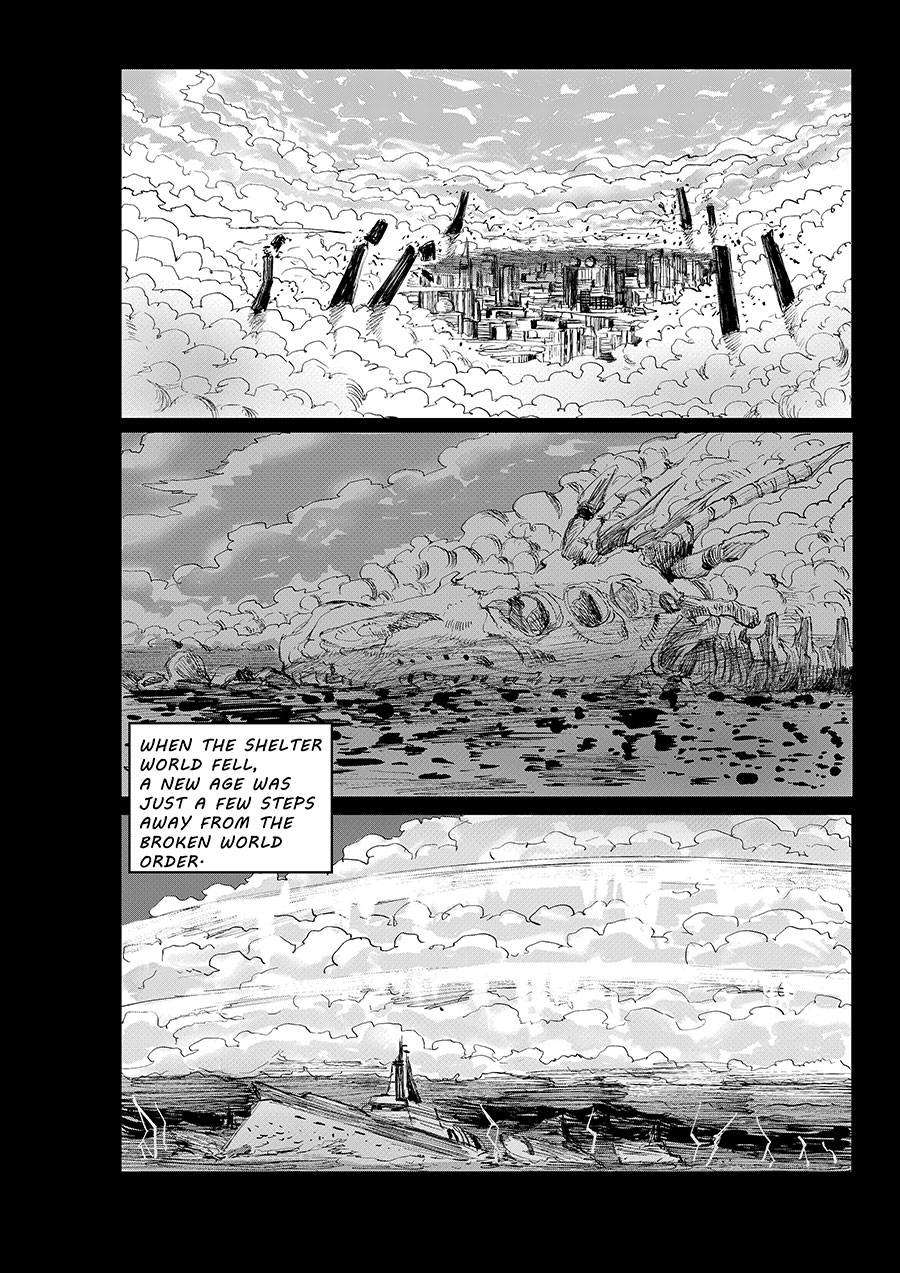 WHEN THE SHELTER
WORLD FELL,
A NEW AGE WAS
JUST A FEW STEPS
AWAY FROM THE
BROKEN WORLD
ORDER.